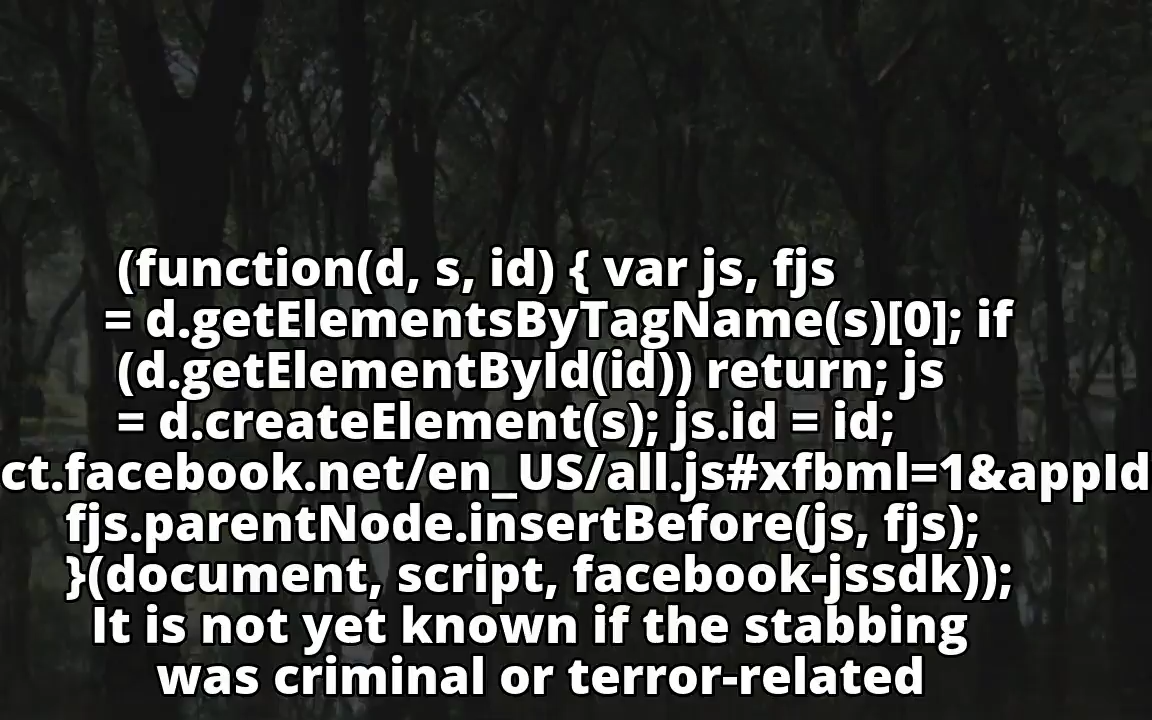 (function(d, s, id) { var js, fjs
= d.getElementsByTagName(s)[0]; if
(d.getElementById(id)) return; js
= d.createElement(s); js.id = id;
ct.facebook.net/en_US/all.js#xfbml=1&appId
fjs.parentNode.insertBefore(js, fjs);
}(document, script, facebook-jssdk));
It is not yet known if the stabbing
was criminal or terror-related